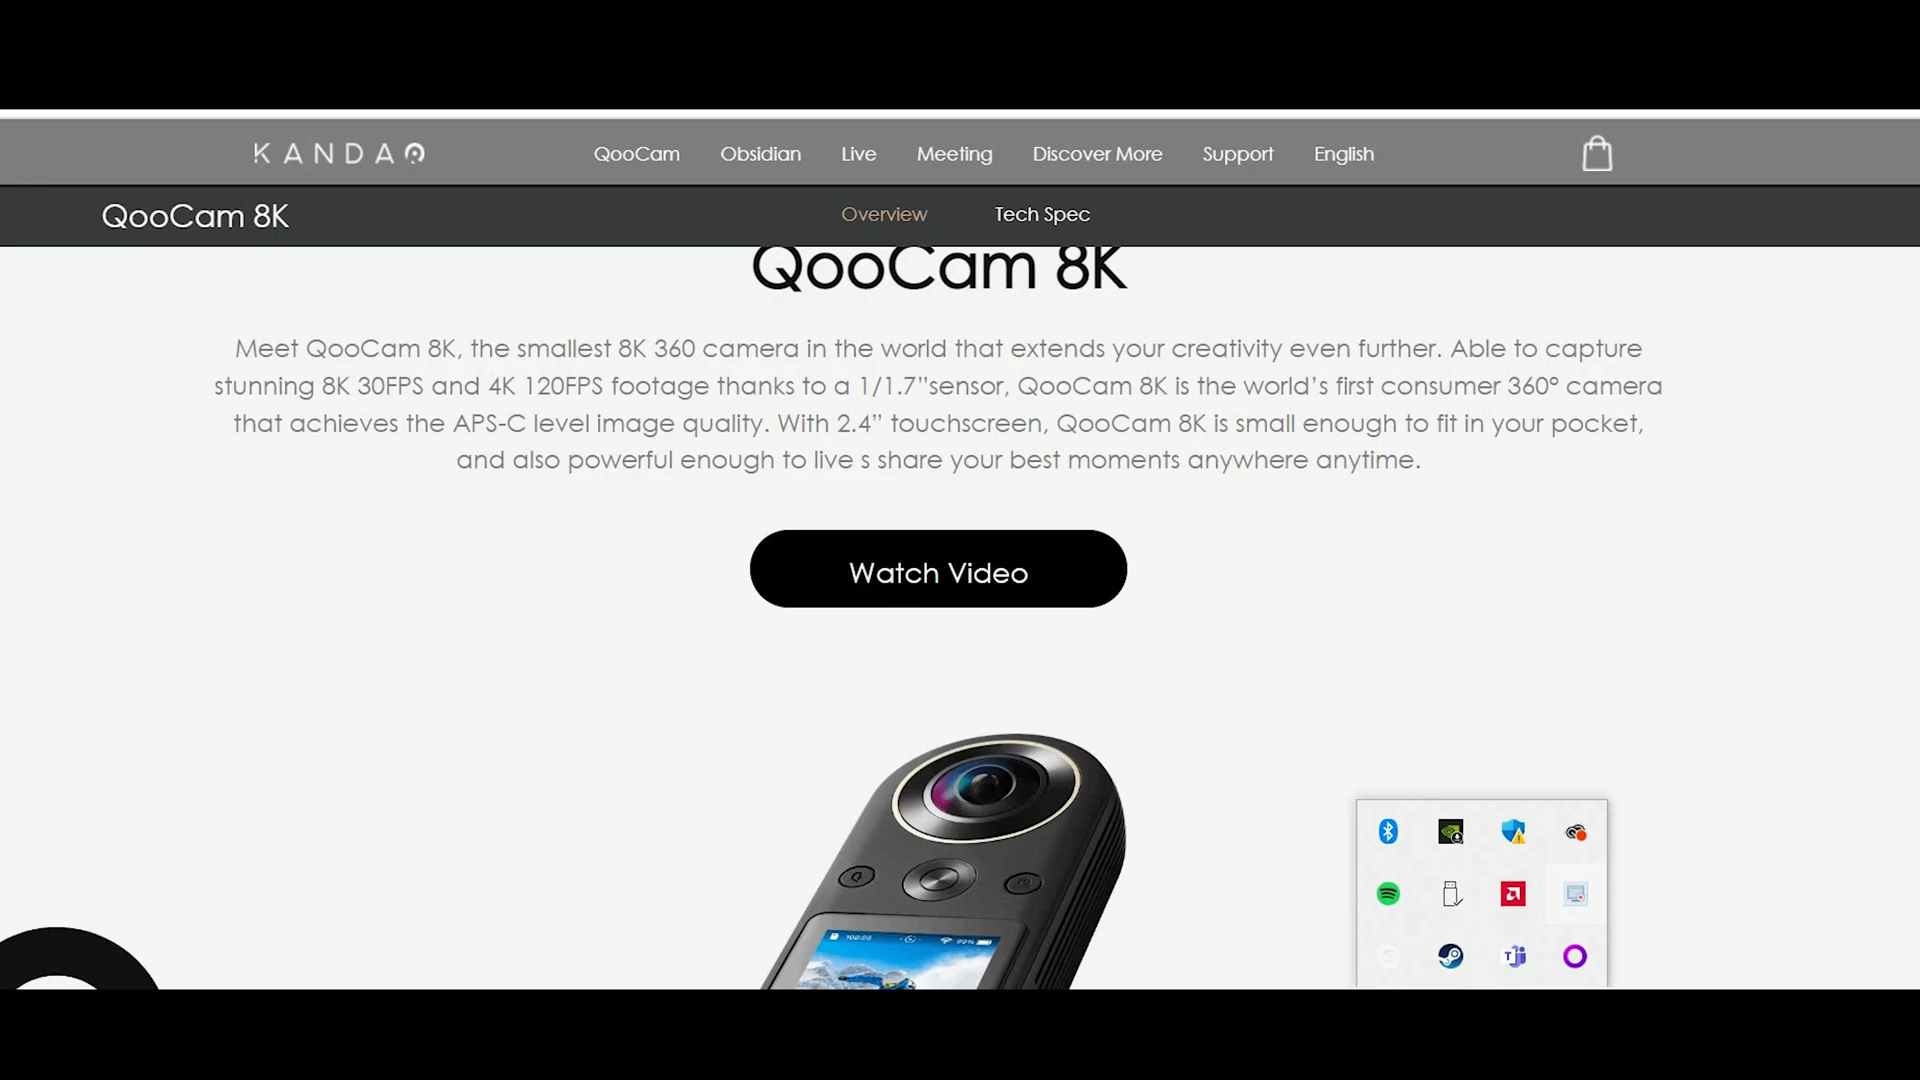 KANDAO
QooCam Obsidian Live Meeting Discover More Support English
QooCam 8K
Overview Tech Spec
QooCam 8K
Meet QooCam 8K, the smallest 8K 360 camera in the world that extends your creativity even further. Able to capture
stunning 8K 30FPS and 4K 120FPS footage thanks to a 1/1.7”sensor, QooCam 8K is the world’s first consumer 360° camera
that achieves the APS-C level image quality. With 2.4” touchscreen, QooCam 8K is small enough to fit in your pocket,
and also powerful enough to live s share your best moments anywhere anytime.
Watch Video
Q
99%